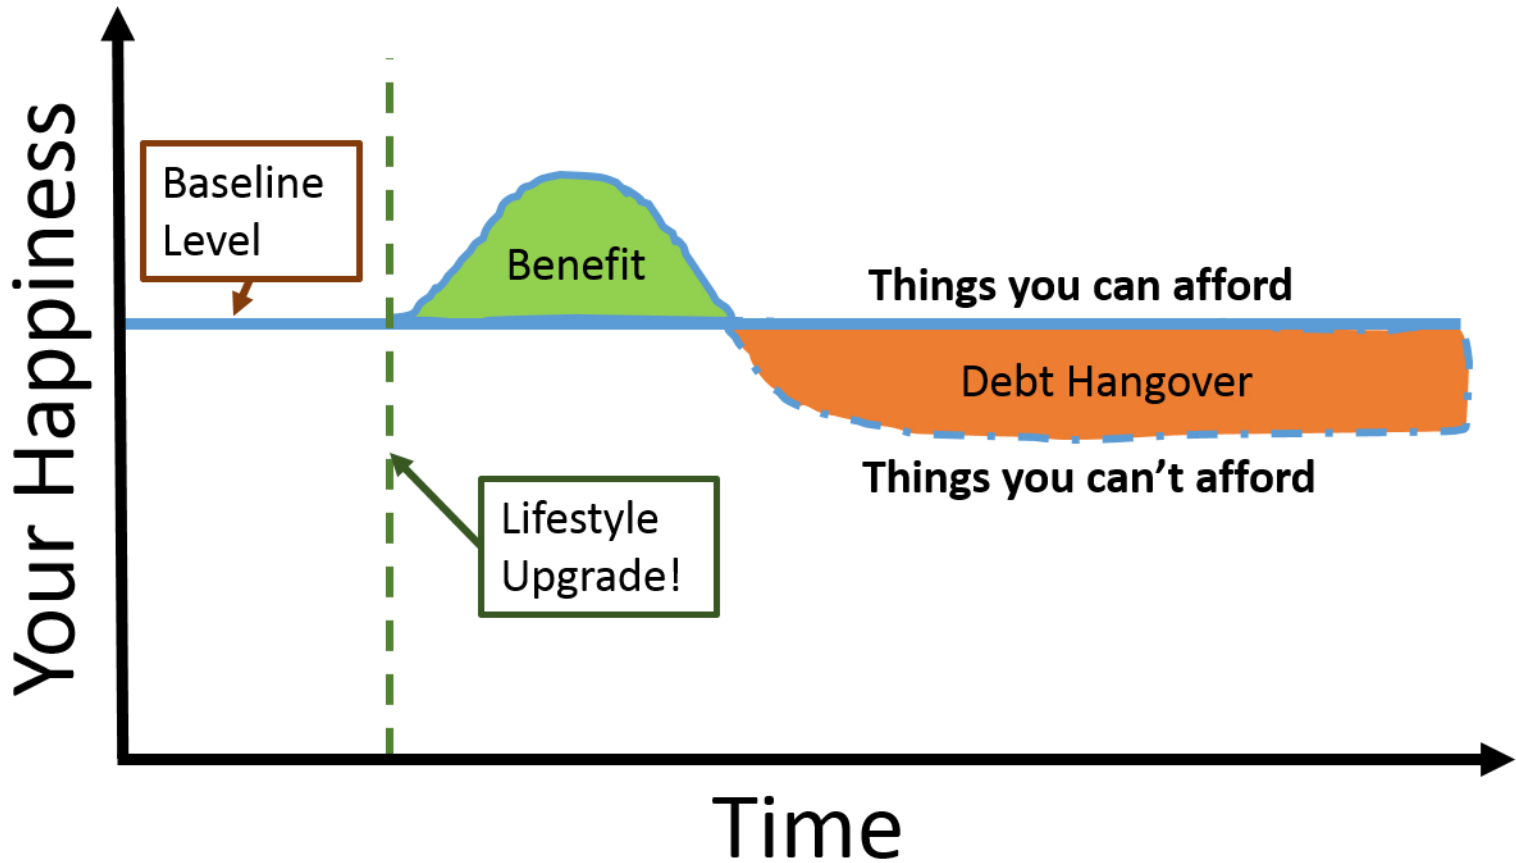 Your Happiness
Baseline
Level
Benefit
Things you can afford
Debt Hangover
Things you can’t afford
Lifestyle
Upgrade!
Time